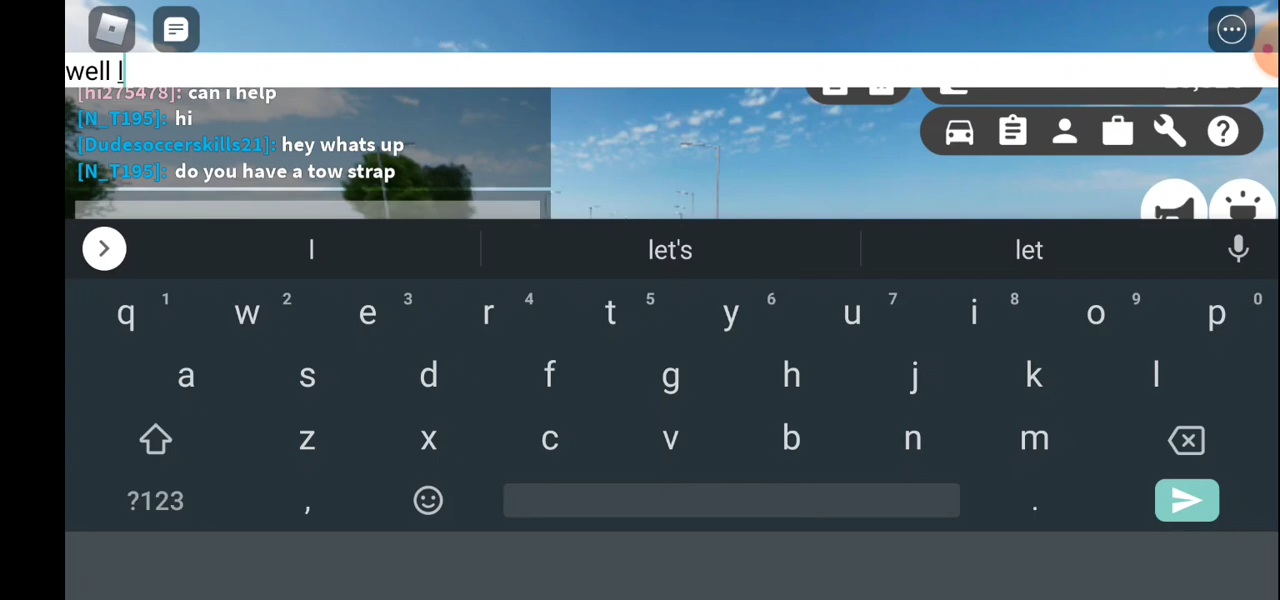 well l
[hi275478]: can i help
[N_T195]: hi
[Dudesoccerskills21]: hey whats up
[N_T195]: do you have a tow strap
l let's let
q 1 w 2 e 3 r 4 t 5 y 6 u 7 i 8 o 9 p 0
a s d f g h j k l
z x c v b n m
?123 , .